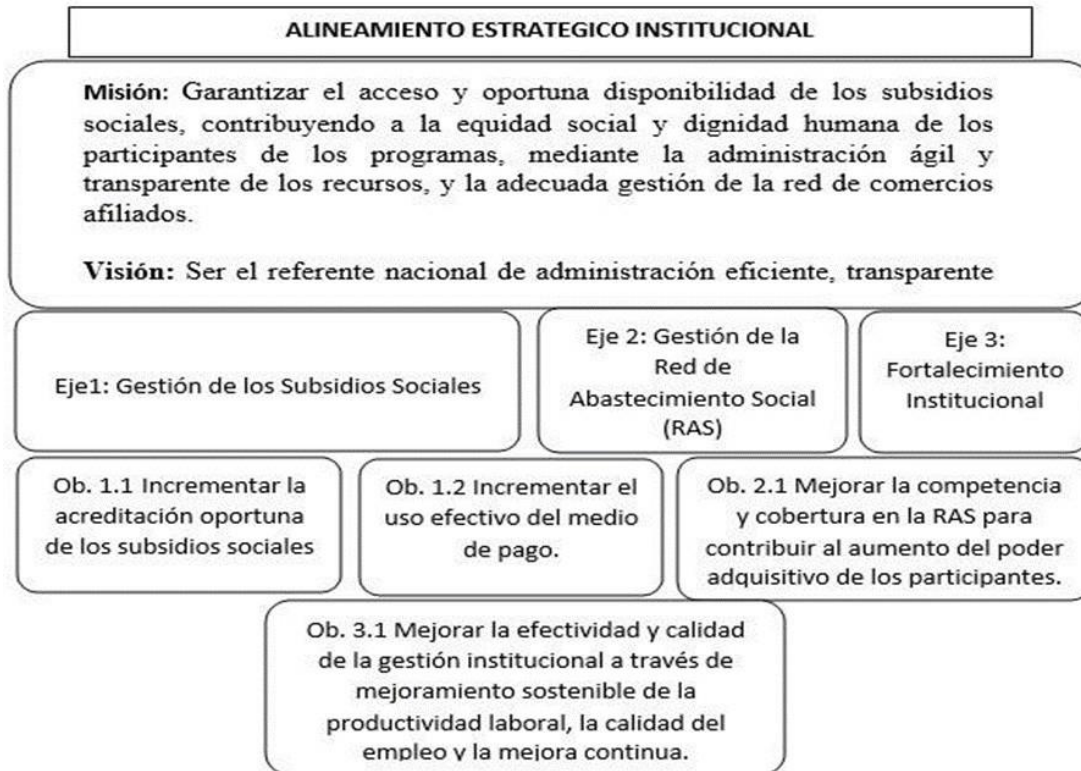 ALINEAMIENTO ESTRATEGICO INSTITUCIONAL
Misión: Garantizar el acceso y oportuna disponibilidad de los subsidios
sociales, contribuyendo a la equidad social y dignidad humana de los
participantes de los programas, mediante la administración ágil y
transparente de los recursos, y la adecuada gestión de la red de comercios
afiliados.
Visión: Ser el referente nacional de administración eficiente, transparente
Eje1: Gestión de los Subsidios Sociales
Eje 2: Gestión de la
Red de
Abastecimiento Social
(RAS)
Eje 3:
Fortalecimiento
Institucional
Ob. 1.1 Incrementar la
acreditación oportuna
de los subsidios sociales
Ob. 1.2 Incrementar el
uso efectivo del medio
de pago.
Ob. 2.1 Mejorar la competencia
y cobertura en la RAS para
contribuir al aumento del poder
adquisitivo de los participantes.
Ob. 3.1 Mejorar la efectividad y calidad
de la gestión institucional a través de
mejoramiento sostenible de la
productividad laboral, la calidad del
empleo y la mejora continua.